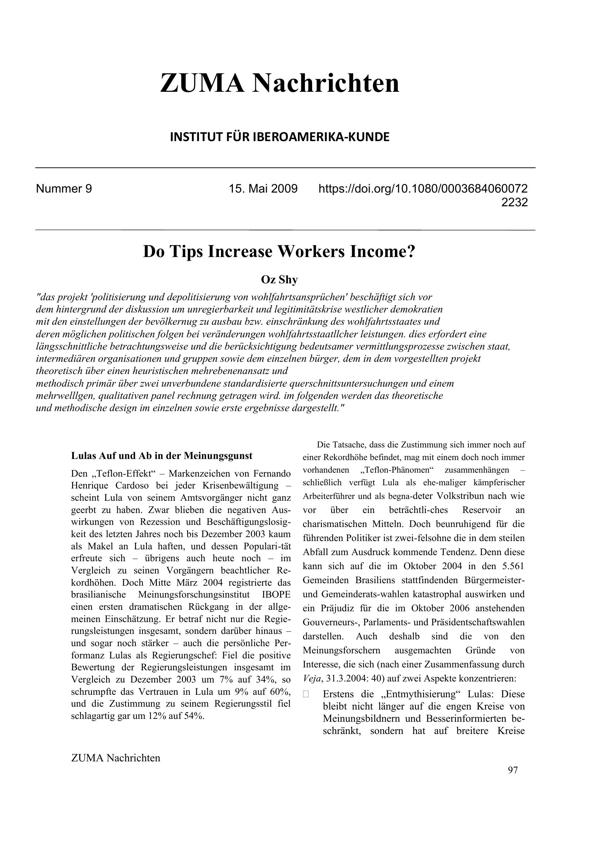 ZUMA Nachrichten
INSTITUT FÜR IBEROAMERIKA-KUNDE
Nummer 9 15. Mai 2009 https://doi.org/10.1080/0003684060072
2232
Do Tips Increase Workers Income?
Oz Shy
"das projekt 'politisierung und depolitisierung von wohlfahrtsansprüchen' beschäftigt sich vor
dem hintergrund der diskussion um unregierbarkeit und legitimitätskrise westlicher demokratien
mit den einstellungen der bevölkernug zu ausbau bzw. einschränkung des wohlfahrtsstaates und
deren möglichen politischen folgen bei veränderungen wohlfahrtsstaatllcher leistungen. dies erfordert eine
längsschnittliche betrachtungsweise und die berücksichtigung bedeutsamer vermittlungsprozesse zwischen staat,
intermediären organisationen und gruppen sowie dem einzelnen bürger, dem in dem vorgestellten projekt
theoretisch über einen heuristischen mehrebenenansatz und
methodisch primär über zwei unverbundene standardisierte querschnittsuntersuchungen und einem
mehrwelllgen, qualitativen panel rechnung getragen wird. im folgenden werden das theoretische
und methodische design im einzelnen sowie erste ergebnisse dargestellt."
Lulas Auf und Ab in der Meinungsgunst
Den „Teflon-Effekt“ – Markenzeichen von Fernando
Henrique Cardoso bei jeder Krisenbewältigung –
scheint Lula von seinem Amtsvorgänger nicht ganz
geerbt zu haben. Zwar blieben die negativen Aus-
wirkungen von Rezession und Beschäftigungslosig-
keit des letzten Jahres noch bis Dezember 2003 kaum
als Makel an Lula haften, und dessen Populari-tät
erfreute sich – übrigens auch heute noch – im
Vergleich zu seinen Vorgängern beachtlicher Re-
kordhöhen. Doch Mitte März 2004 registrierte das
brasilianische Meinungsforschungsinstitut IBOPE
einen ersten dramatischen Rückgang in der allge-
meinen Einschätzung. Er betraf nicht nur die Regie-
rungsleistungen insgesamt, sondern darüber hinaus –
und sogar noch stärker – auch die persönliche Per-
formanz Lulas als Regierungschef: Fiel die positive
Bewertung der Regierungsleistungen insgesamt im
Vergleich zu Dezember 2003 um 7% auf 34%, so
schrumpfte das Vertrauen in Lula um 9% auf 60%,
und die Zustimmung zu seinem Regierungsstil fiel
schlagartig gar um 12% auf 54%.
Die Tatsache, dass die Zustimmung sich immer noch auf
einer Rekordhöhe befindet, mag mit einem doch noch immer
vorhandenen „Teflon-Phänomen“ zusammenhängen –
schließlich verfügt Lula als ehe-maliger kämpferischer
Arbeiterführer und als begna-deter Volkstribun nach wie
vor über ein beträchtli-ches Reservoir an
charismatischen Mitteln. Doch beunruhigend für die
führenden Politiker ist zwei-felsohne die in dem steilen
Abfall zum Ausdruck kommende Tendenz. Denn diese
kann sich auf die im Oktober 2004 in den 5.561
Gemeinden Brasiliens stattfindenden Bürgermeister-
und Gemeinderats-wahlen katastrophal auswirken und
ein Präjudiz für die im Oktober 2006 anstehenden
Gouverneurs-, Parlaments- und Präsidentschaftswahlen
darstellen. Auch deshalb sind die von den
Meinungsforschern ausgemachten Gründe von
Interesse, die sich (nach einer Zusammenfassung durch
Veja, 31.3.2004: 40) auf zwei Aspekte konzentrieren:
Erstens die „Entmythisierung“ Lulas: Diese
bleibt nicht länger auf die engen Kreise von
Meinungsbildnern und Besserinformierten be-
schränkt, sondern hat auf breitere Kreise
ZUMA Nachrichten
97